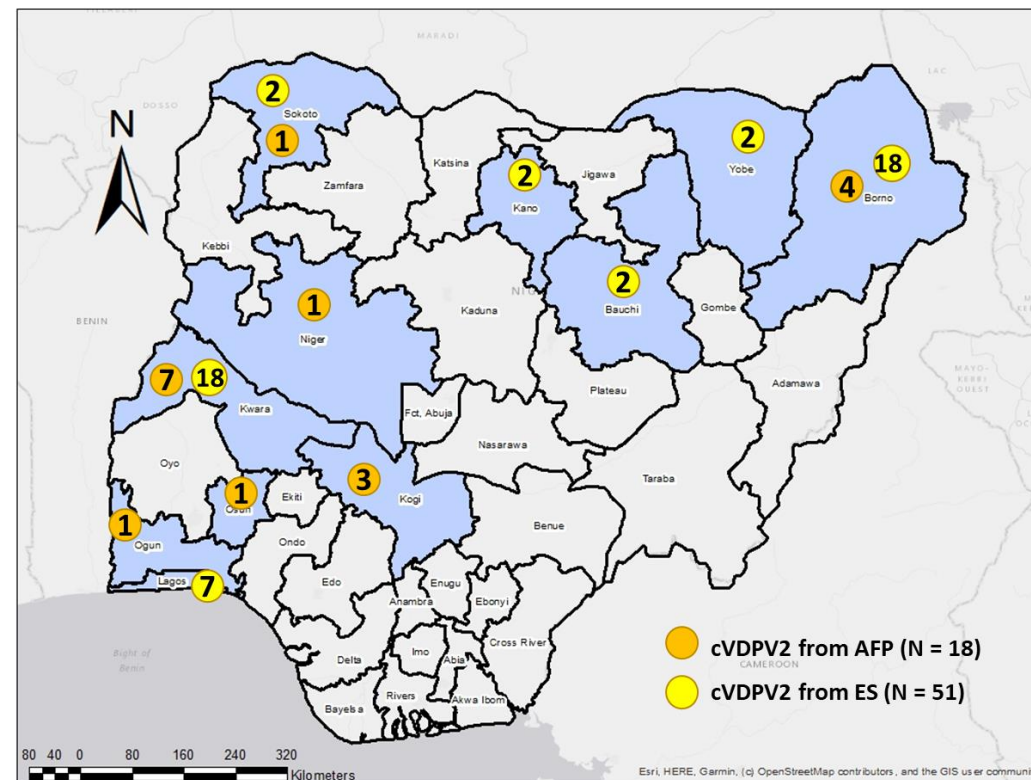 MARADI
DOSSO
LAC
N
2
Sokoto
1
Zamfara
Katsina
2
Kano
Jigawa
2
Yobe
18
4
Borno
Kebbi
1
Niger
Kaduna
2
Bauchi
Gombe
BENIN
7
18
Kwara
Fct, Abuja
Plateau
Adamawa
MAYO-
KEBBI
OUEST
Nasarawa
Oyo
3
Kogi
Taraba
1
Osun
Ekiti
Benue
1
Ogun
Ondo
Lagos
7
Edo
Enugu
Anambra
Ebonyi
Cross River
Imo
Abia
Delta
Bight of
Benin
Rivers
Akwa Ibom
Bayelsa
CAMEROON
cVDPV2 from AFP (N = 18)
cVDPV2 from ES (N = 51)
80 40 0 80 160 240 320
Kilometers
Esri, HERE, Garmin, (c) OpenStreetMap contributors, and the GIS user commun